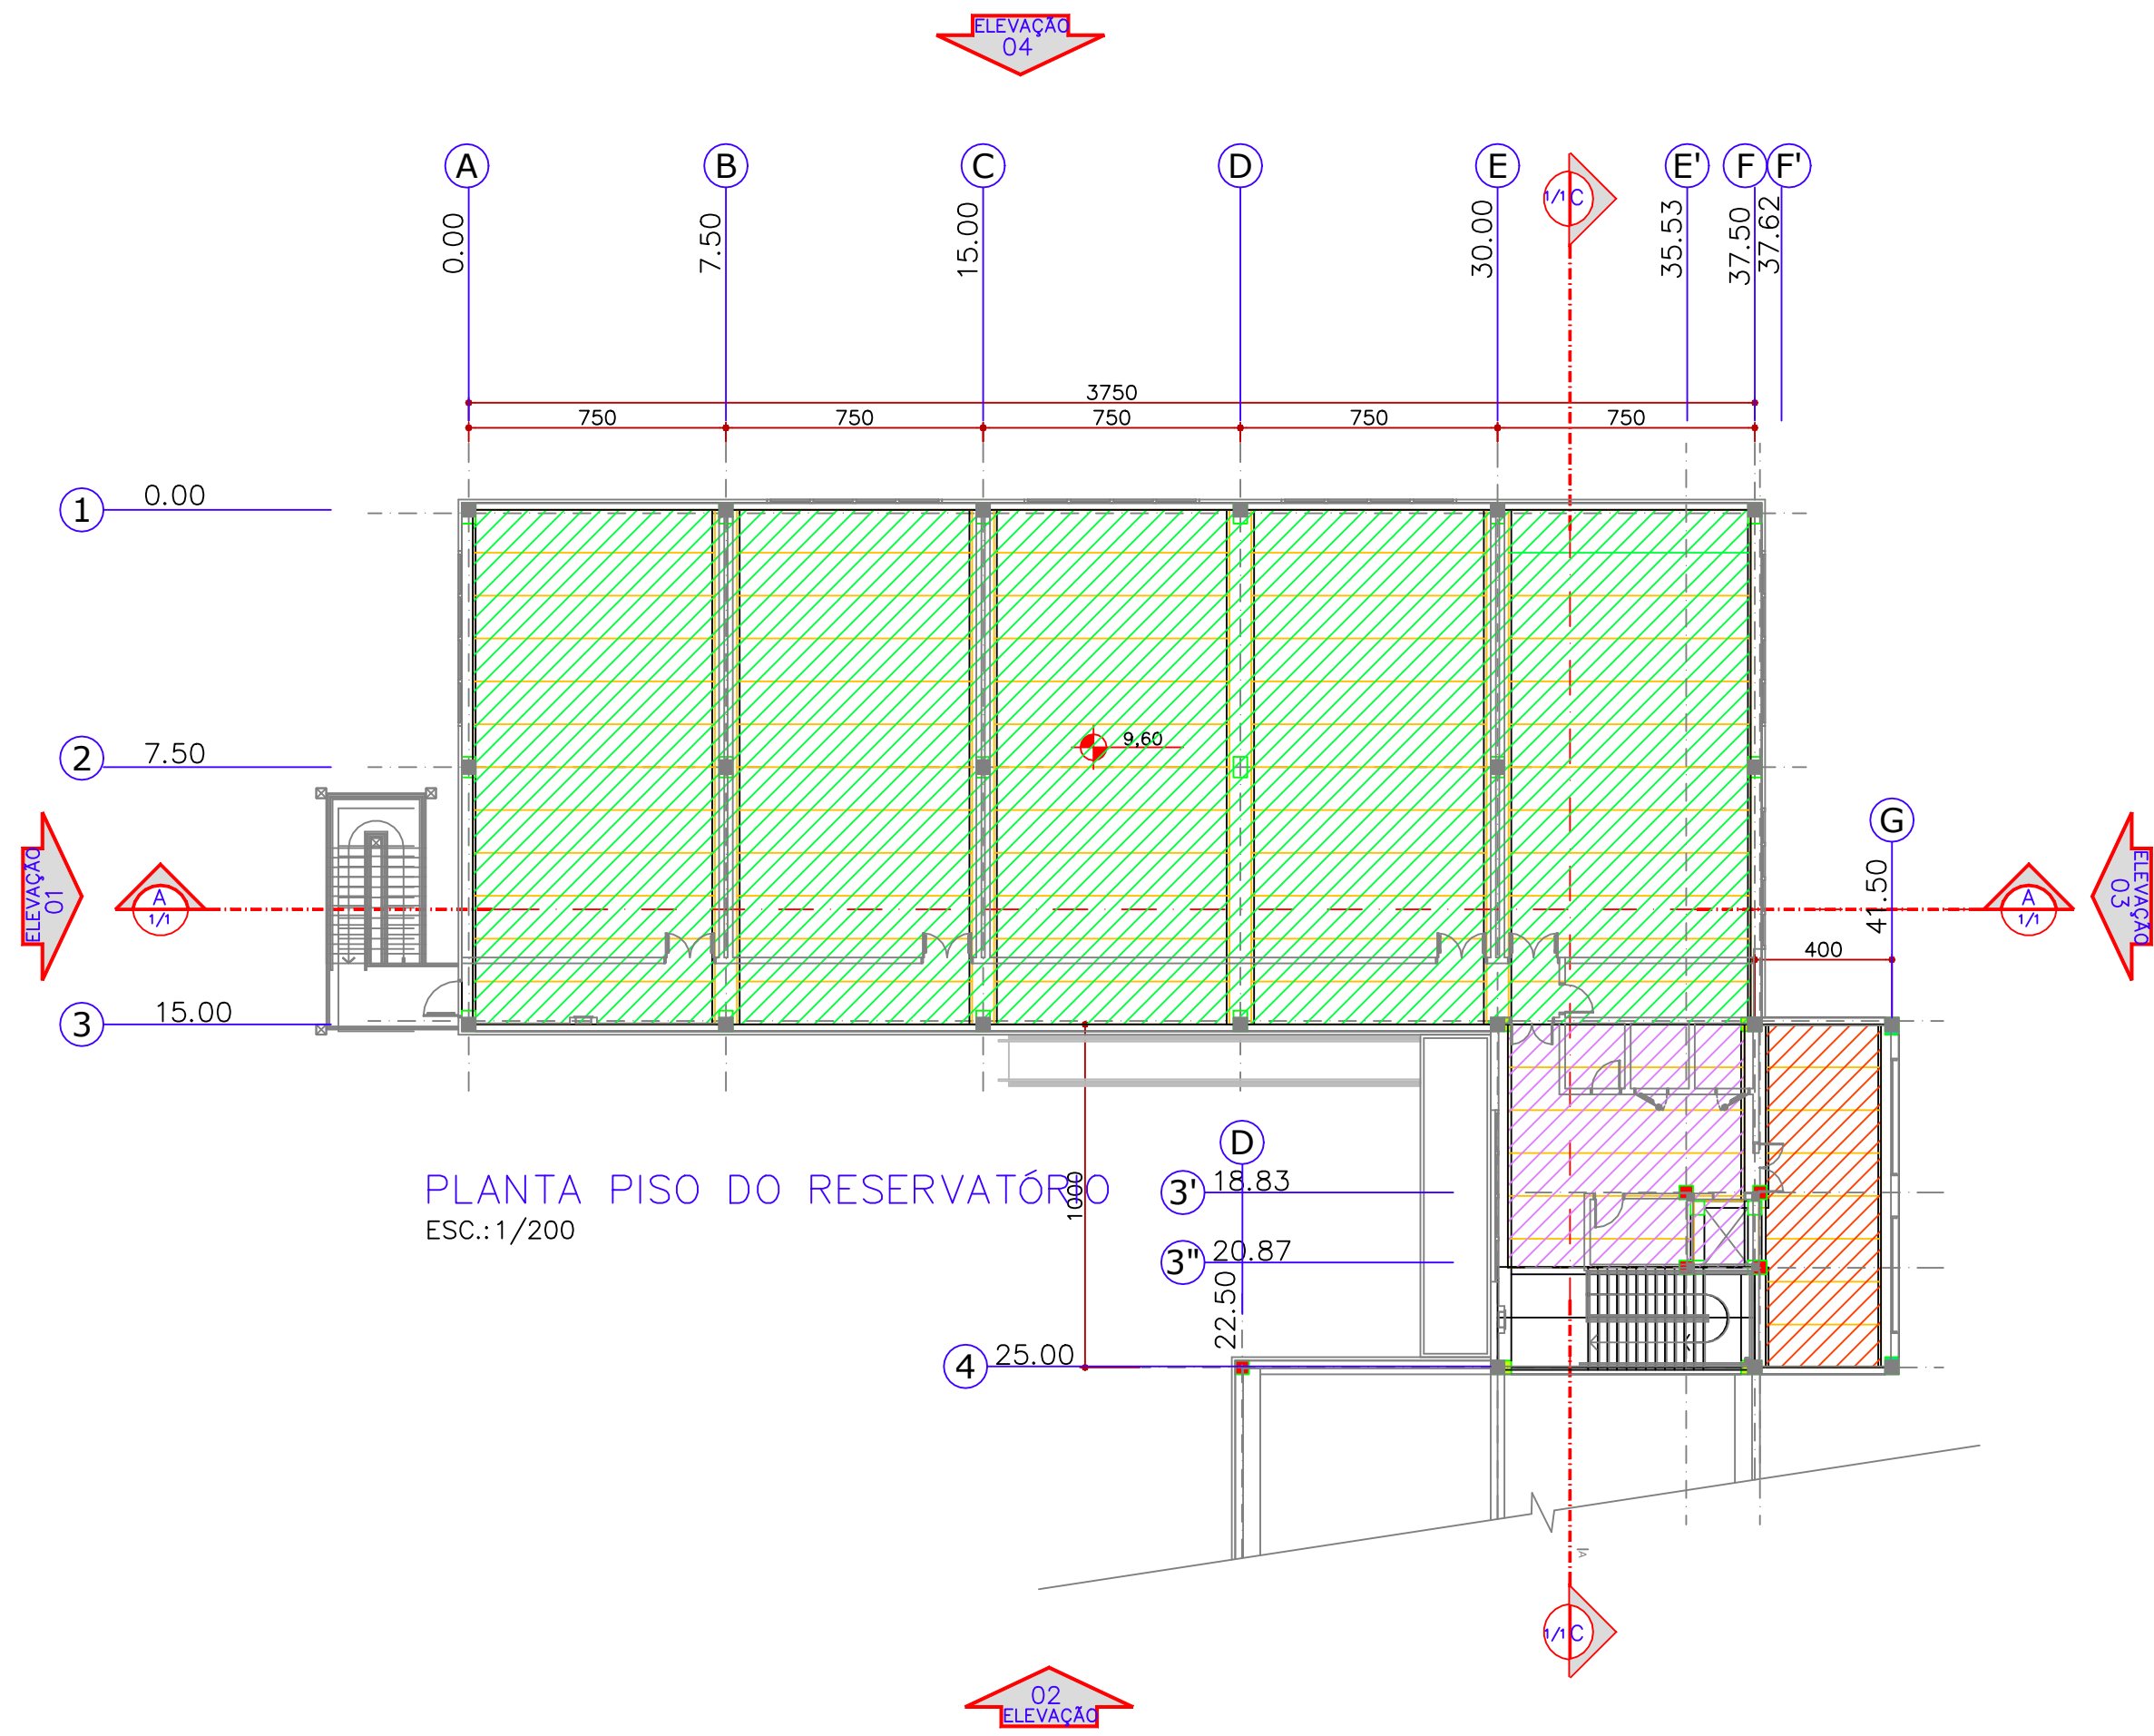 ELEVAÇÃO
04
A
B
C
D
E
E'
F
F'
1/1 C
0.00
7.50
15.00
30.00
35.53
37.50
37.62
3750
750
750
750
750
750
1
0.00
2
7.50
9,60
G
41.50
ELEVAÇÃO
01
A
1/1
A
1/1
ELEVAÇÃO
03
400
3
15.00
D
PLANTA PISO DO RESERVATÓRIO
1000
3'
18.83
ESC.:1/200
3"
20.87
22.50
4
25.00
1/1 C
02
ELEVAÇÃO